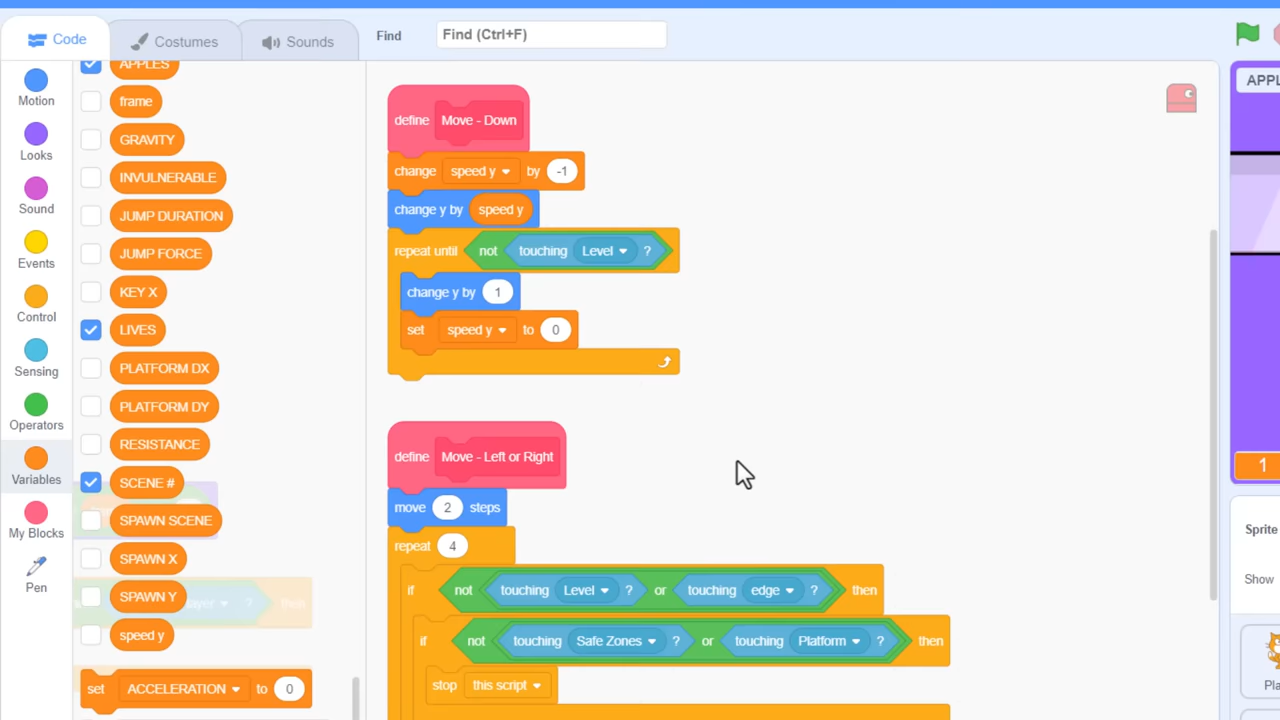 Code
Costumes
Sounds
Find
Find (Ctrl+F)
Motion
Looks
Sound
Events
Control
Sensing
Operators
Variables
My Blocks
Pen
APPLES
frame
GRAVITY
INVULNERABLE
JUMP DURATION
JUMP FORCE
KEY X
LIVES
PLATFORM DX
PLATFORM DY
RESISTANCE
SCENE #
SPAWN SCENE
SPAWN X
SPAWN Y
speed y
set ACCELERATION to 0
define Move - Down
change speed y by -1
change y by speed y
repeat until not touching Level ?
change y by 1
set speed y to 0
define Move - Left or Right
move 2 steps
repeat 4
if not touching Level ? or touching edge ? then
if not touching Safe Zones ? or touching Platform ? then
stop this script
APPL
1
Sprite
Show
Pla